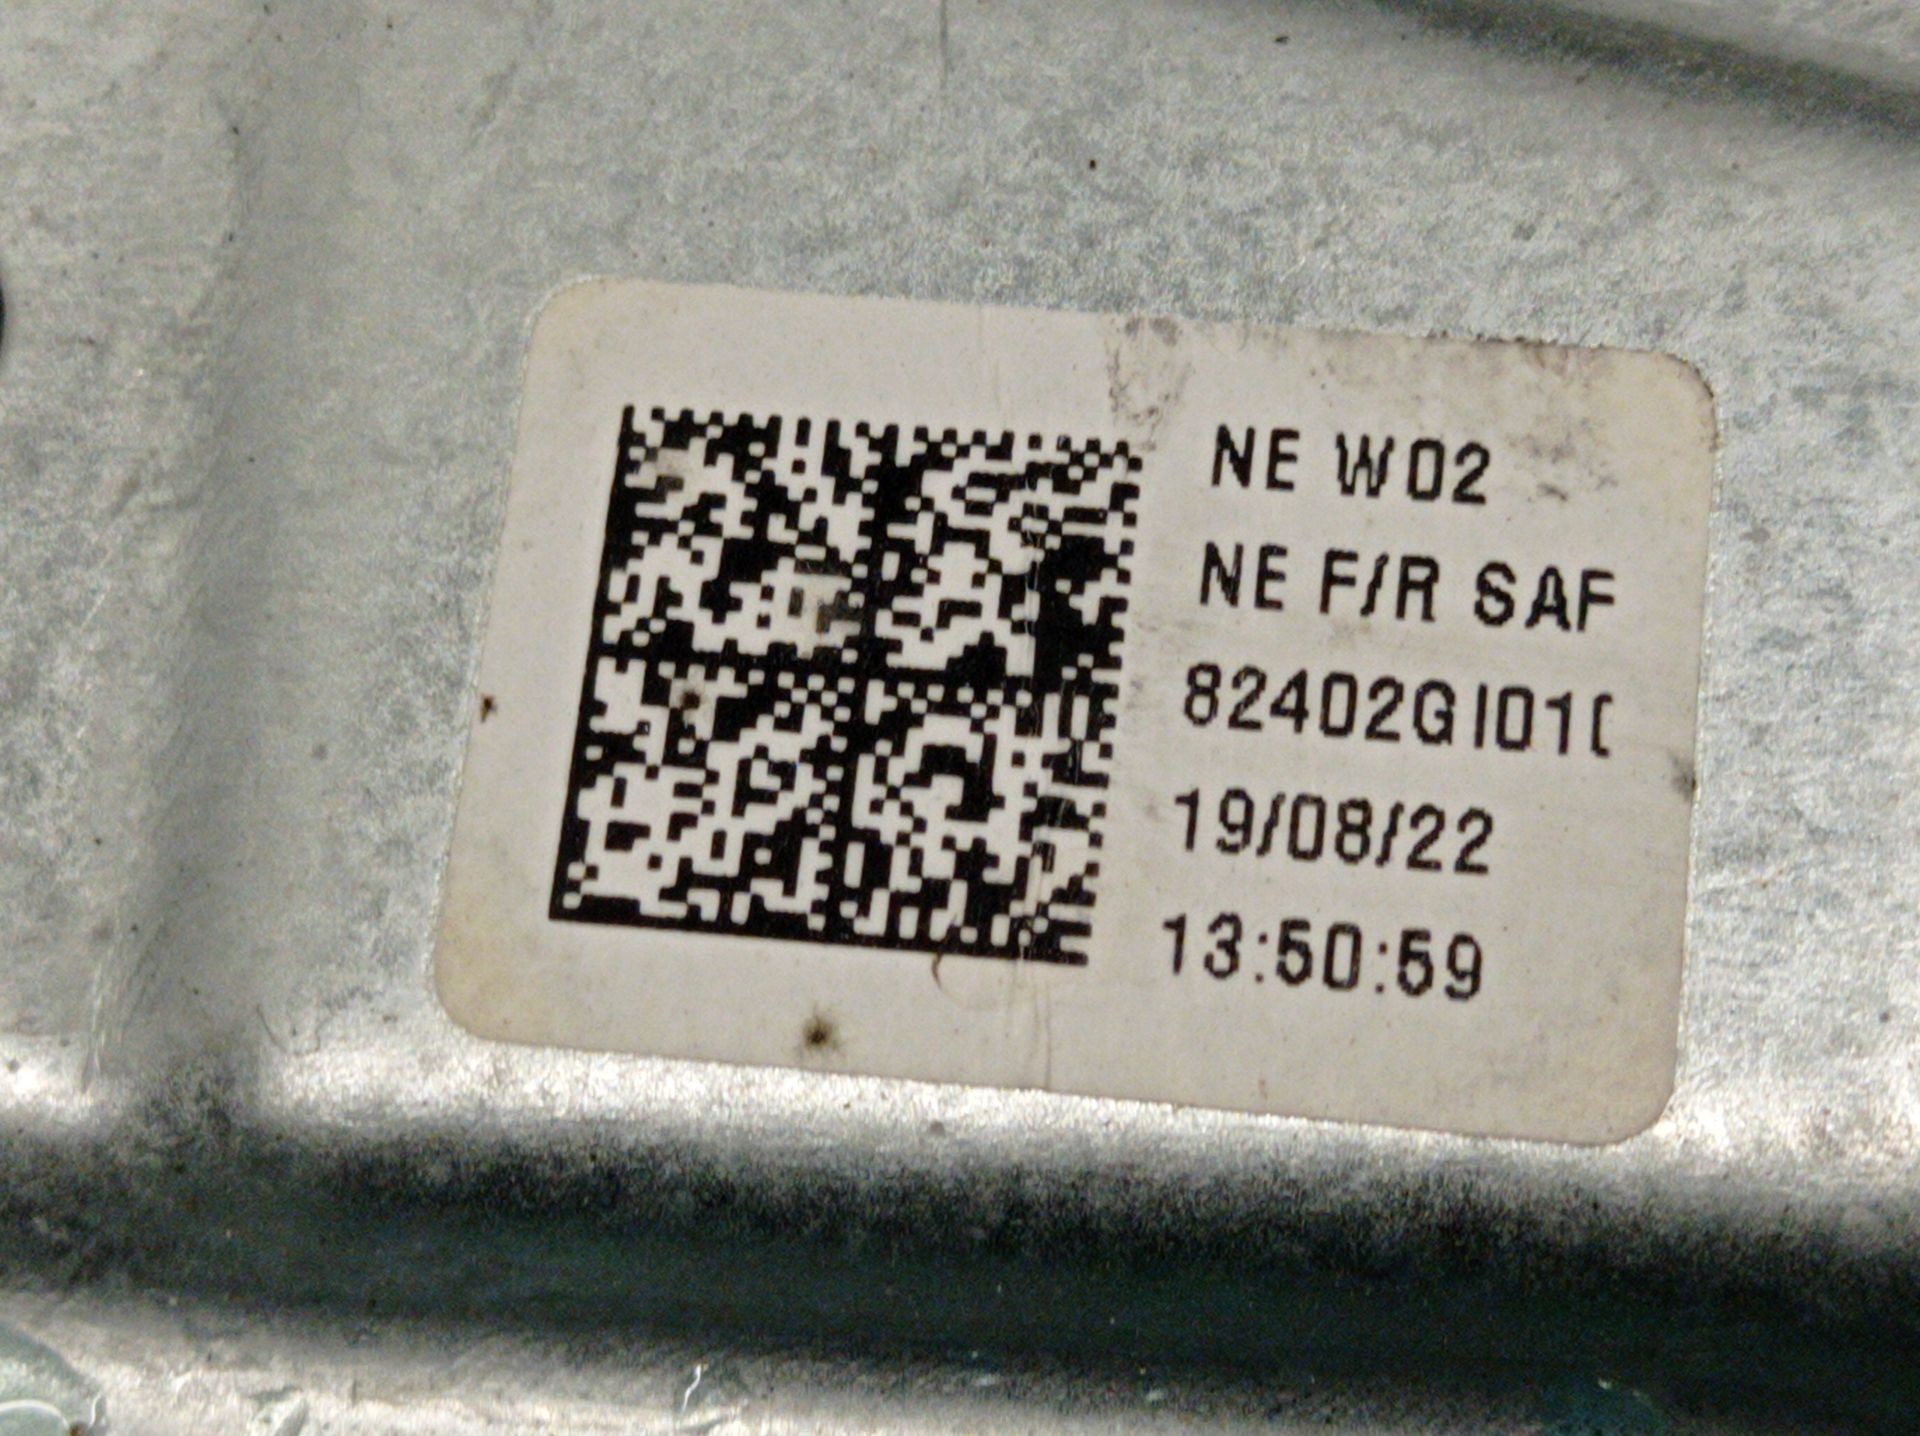 NE W02
NE F/R SAF
82402GI01
19/08/22
13:50:59